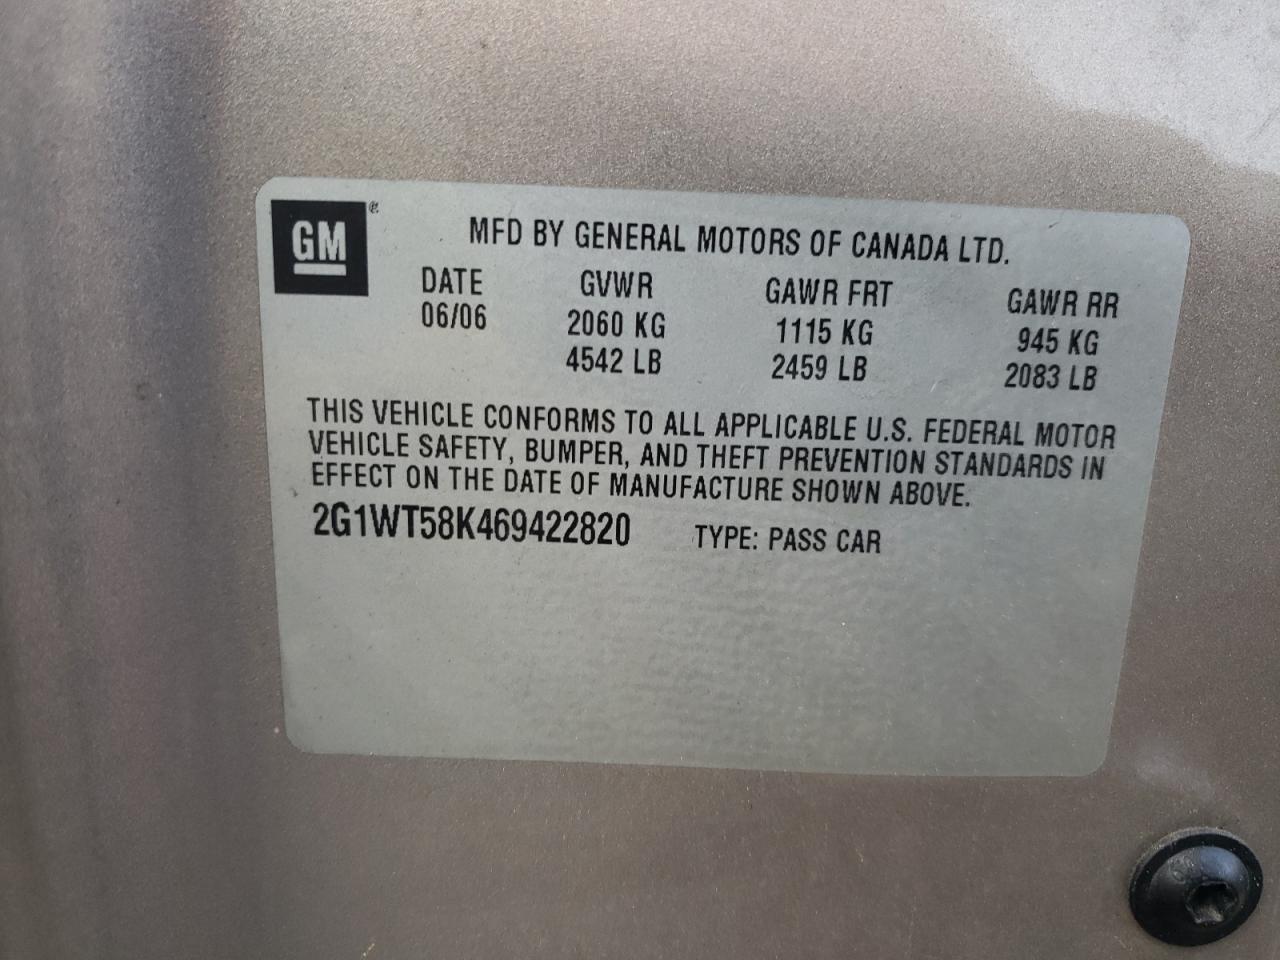 GM®
MFD BY GENERAL MOTORS OF CANADA LTD.
DATE GVWR GAWR FRT GAWR RR
06/06 2060 KG 1115 KG 945 KG
4542 LB 2459 LB 2083 LB
THIS VEHICLE CONFORMS TO ALL APPLICABLE U.S. FEDERAL MOTOR
VEHICLE SAFETY, BUMPER, AND THEFT PREVENTION STANDARDS IN
EFFECT ON THE DATE OF MANUFACTURE SHOWN ABOVE.
2G1WT58K469422820 TYPE: PASS CAR